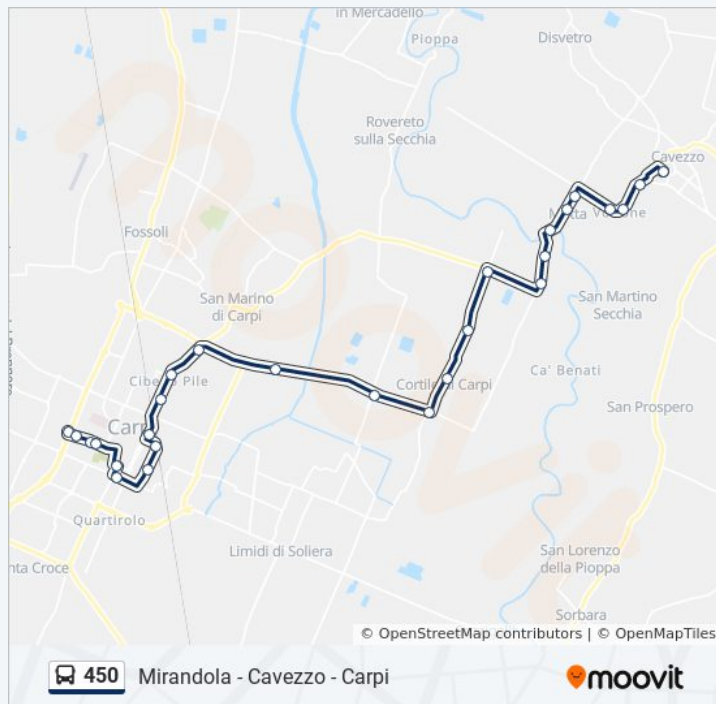 in Mercadello
Pioppa
Disvetro
Rovereto
sulla Secchia
Cavezzo
Motta
Fossoli
San Marino
di Carpi
San Martino
Secchia
Cibeno Pile
Cortile di Carpi
Ca' Benati
San Prospero
Carpi
Quartirolo
Limidi di Soliera
San Lorenzo
della Pioppa
nta Croce
Sorbara
© OpenStreetMap contributors | © OpenMapTiles
450 Mirandola - Cavezzo - Carpi
moovit